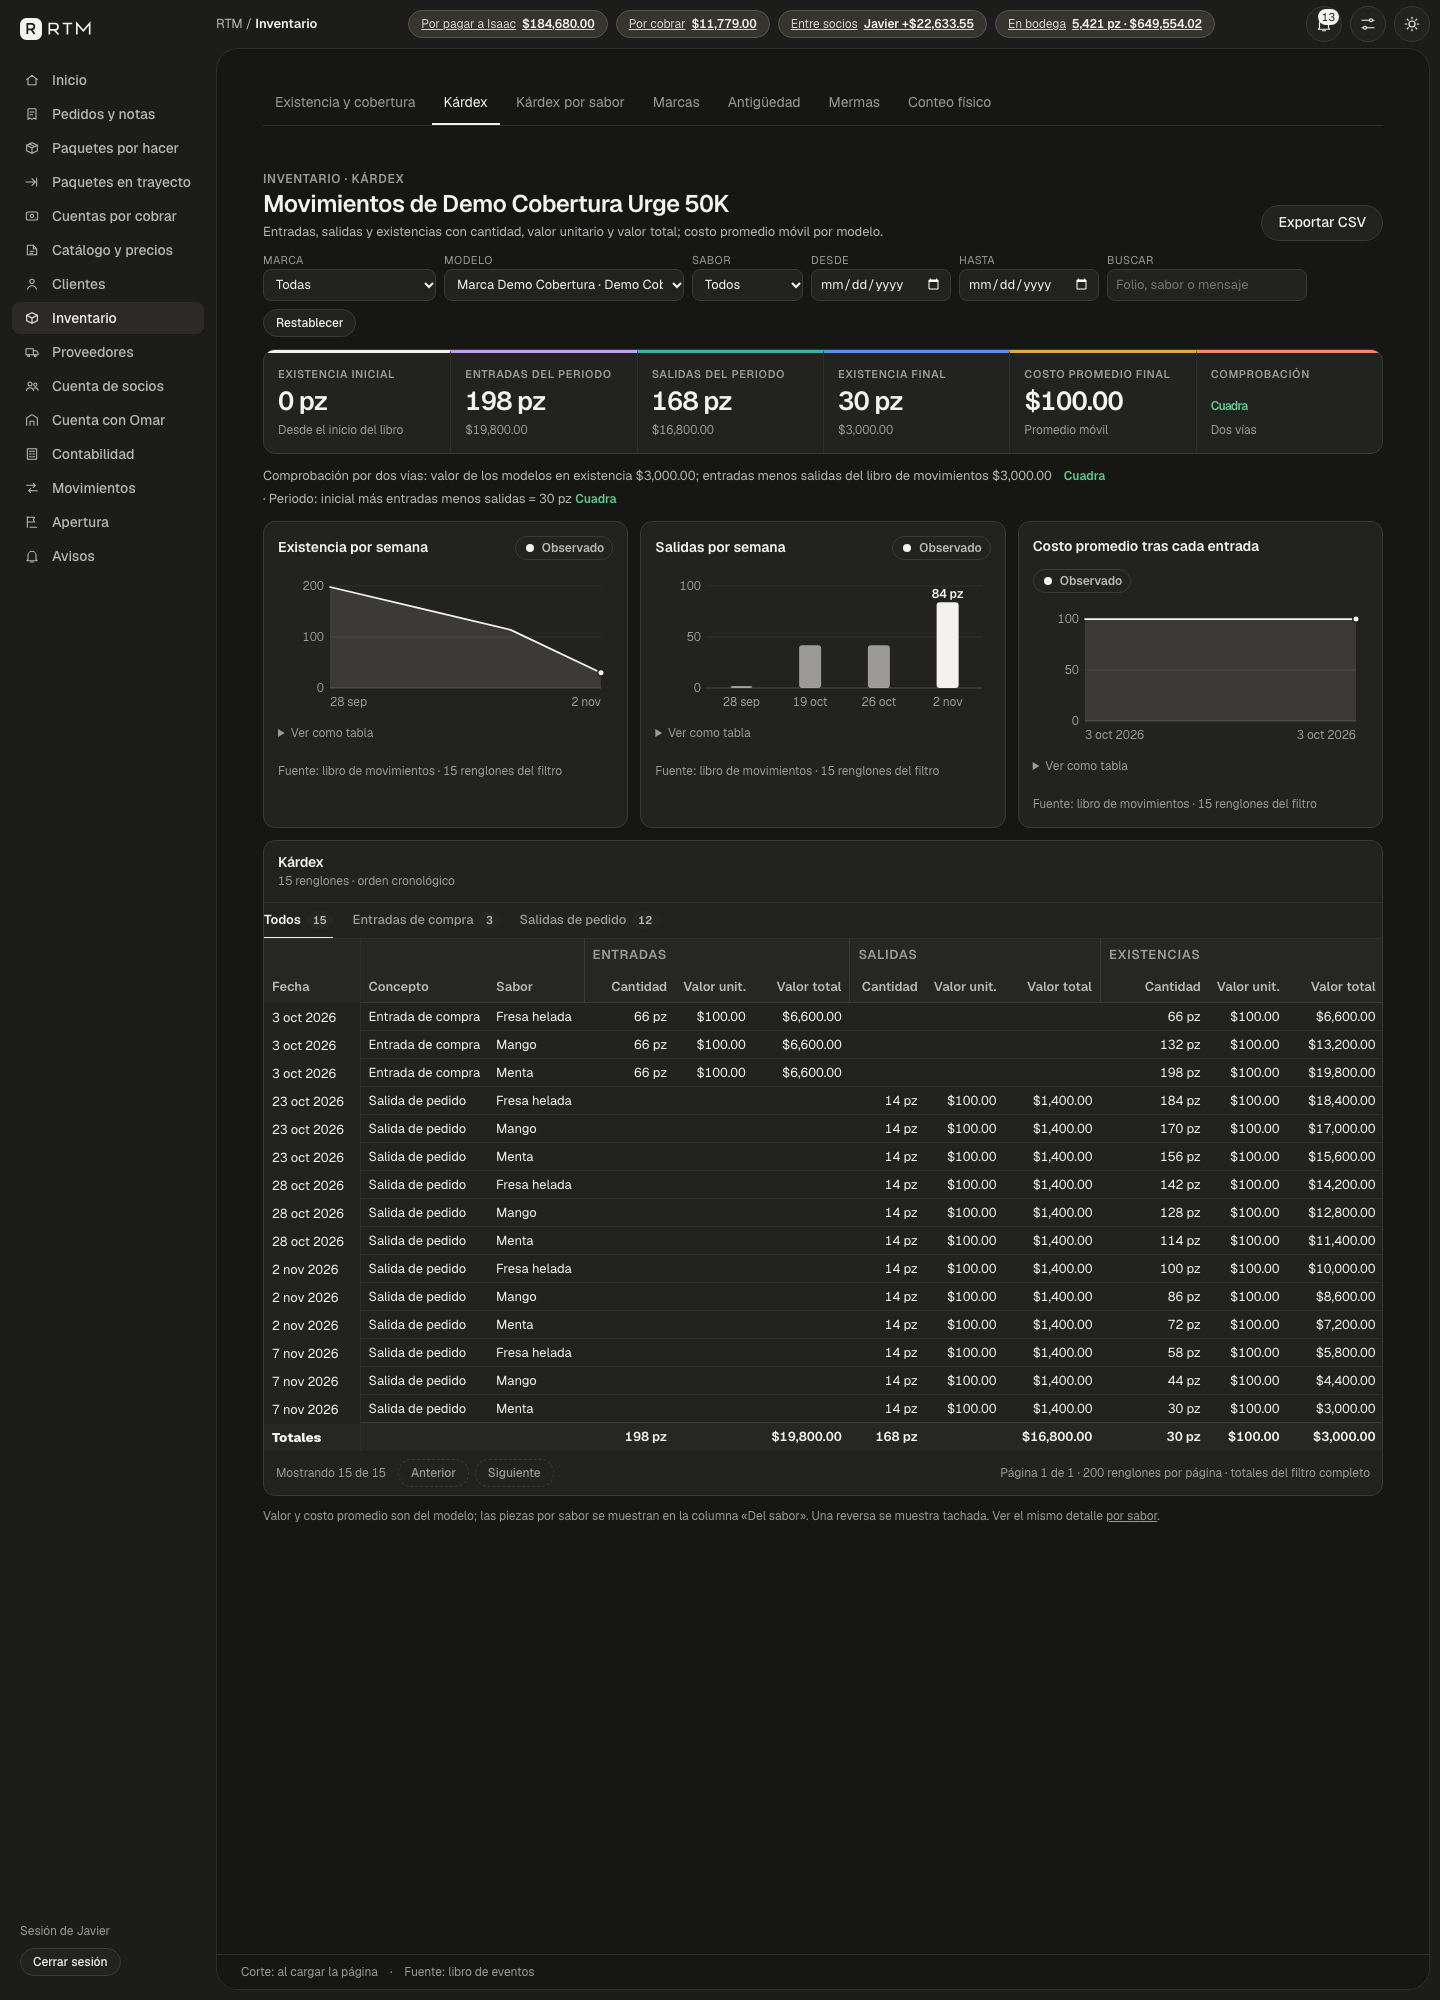 R RTM
RTM / Inventario
Por pagar a Isaac $184,680.00
Por cobrar $11,779.00
Entre socios Javier +$22,633.55
En bodega 5,421 pz · $649,554.02
13
Inicio
Pedidos y notas
Paquetes por hacer
Paquetes en trayecto
Cuentas por cobrar
Catálogo y precios
Clientes
Inventario
Proveedores
Cuenta de socios
Cuenta con Omar
Contabilidad
Movimientos
Apertura
Avisos
Sesión de Javier
Cerrar sesión
Existencia y cobertura Kárdex Kárdex por sabor Marcas Antigüedad Mermas Conteo físico
INVENTARIO · KÁRDEX
Movimientos de Demo Cobertura Urge 50K
Entradas, salidas y existencias con cantidad, valor unitario y valor total; costo promedio móvil por modelo.
Exportar CSV
MARCA MODELO SABOR DESDE HASTA BUSCAR
Todas Marca Demo Cobertura · Demo Cob Todos mm/dd/yyyy mm/dd/yyyy Folio, sabor o mensaje
Restablecer
EXISTENCIA INICIAL ENTRADAS DEL PERIODO SALIDAS DEL PERIODO EXISTENCIA FINAL COSTO PROMEDIO FINAL COMPROBACIÓN
0 pz 198 pz 168 pz 30 pz $100.00 Cuadra
Desde el inicio del libro $19,800.00 $16,800.00 $3,000.00 Promedio móvil Dos vías
Comprobación por dos vías: valor de los modelos en existencia $3,000.00; entradas menos salidas del libro de movimientos $3,000.00 Cuadra
· Periodo: inicial más entradas menos salidas = 30 pz Cuadra
Existencia por semana Observado
200
100
0
28 sep 2 nov
Ver como tabla
Fuente: libro de movimientos · 15 renglones del filtro
Salidas por semana Observado
100
84 pz
50
0
28 sep 19 oct 26 oct 2 nov
Ver como tabla
Fuente: libro de movimientos · 15 renglones del filtro
Costo promedio tras cada entrada
Observado
100
50
0
3 oct 2026 3 oct 2026
Ver como tabla
Fuente: libro de movimientos · 15 renglones del filtro
Kárdex
15 renglones · orden cronológico
Todos 15 Entradas de compra 3 Salidas de pedido 12
ENTRADAS SALIDAS EXISTENCIAS
Fecha Concepto Sabor Cantidad Valor unit. Valor total Cantidad Valor unit. Valor total Cantidad Valor unit. Valor total
3 oct 2026 Entrada de compra Fresa helada 66 pz $100.00 $6,600.00 66 pz $100.00 $6,600.00
3 oct 2026 Entrada de compra Mango 66 pz $100.00 $6,600.00 132 pz $100.00 $13,200.00
3 oct 2026 Entrada de compra Menta 66 pz $100.00 $6,600.00 198 pz $100.00 $19,800.00
23 oct 2026 Salida de pedido Fresa helada 14 pz $100.00 $1,400.00 184 pz $100.00 $18,400.00
23 oct 2026 Salida de pedido Mango 14 pz $100.00 $1,400.00 170 pz $100.00 $17,000.00
23 oct 2026 Salida de pedido Menta 14 pz $100.00 $1,400.00 156 pz $100.00 $15,600.00
28 oct 2026 Salida de pedido Fresa helada 14 pz $100.00 $1,400.00 142 pz $100.00 $14,200.00
28 oct 2026 Salida de pedido Mango 14 pz $100.00 $1,400.00 128 pz $100.00 $12,800.00
28 oct 2026 Salida de pedido Menta 14 pz $100.00 $1,400.00 114 pz $100.00 $11,400.00
2 nov 2026 Salida de pedido Fresa helada 14 pz $100.00 $1,400.00 100 pz $100.00 $10,000.00
2 nov 2026 Salida de pedido Mango 14 pz $100.00 $1,400.00 86 pz $100.00 $8,600.00
2 nov 2026 Salida de pedido Menta 14 pz $100.00 $1,400.00 72 pz $100.00 $7,200.00
7 nov 2026 Salida de pedido Fresa helada 14 pz $100.00 $1,400.00 58 pz $100.00 $5,800.00
7 nov 2026 Salida de pedido Mango 14 pz $100.00 $1,400.00 44 pz $100.00 $4,400.00
7 nov 2026 Salida de pedido Menta 14 pz $100.00 $1,400.00 30 pz $100.00 $3,000.00
Totales 198 pz $19,800.00 168 pz $16,800.00 30 pz $100.00 $3,000.00
Mostrando 15 de 15 Anterior Siguiente Página 1 de 1 · 200 renglones por página · totales del filtro completo
Valor y costo promedio son del modelo; las piezas por sabor se muestran en la columna «Del sabor». Una reversa se muestra tachada. Ver el mismo detalle por sabor.
Corte: al cargar la página · Fuente: libro de eventos